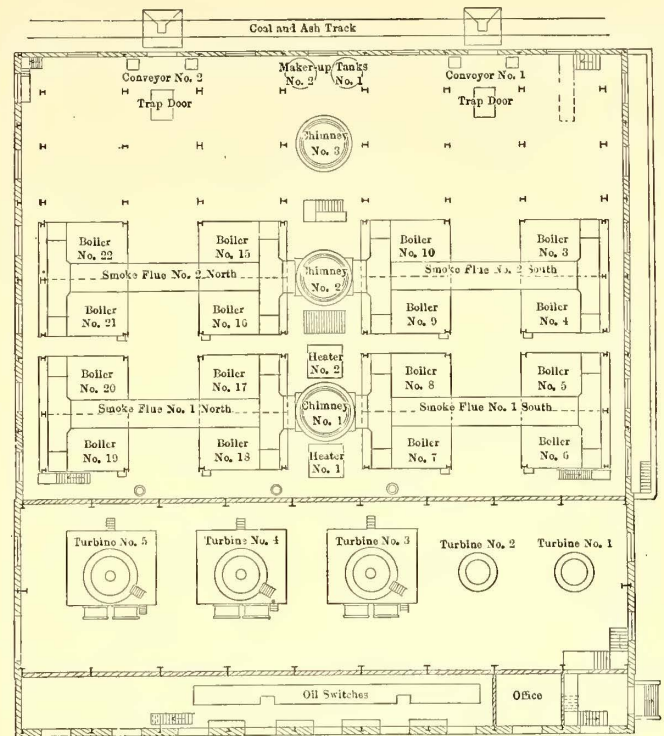 Coal and Ash Track
Conveyor No. 2
Make-up Tanks
No. 2 No. 1
Conveyor No. 1
Trap Door
Trap Door
Chimney
No. 3
Boiler
No. 22
Boiler
No. 15
Boiler
No. 10
Boiler
No. 3
Smoke Flue No. 2 North
Chimney
No. 2
Smoke Flue No. 2 South
Boiler
No. 21
Boiler
No. 16
Boiler
No. 9
Boiler
No. 4
Heater
No. 2
Boiler
No. 20
Boiler
No. 17
Boiler
No. 8
Boiler
No. 5
Smoke Flue No. 1 North
Chimney
No. 1
Smoke Flue No. 1 South
Boiler
No. 19
Boiler
No. 18
Heater
No. 1
Boiler
No. 7
Boiler
No. 6
Turbine No. 5
Turbine No. 4
Turbine No. 3
Turbine No. 2
Turbine No. 1
Oil Switches
Office